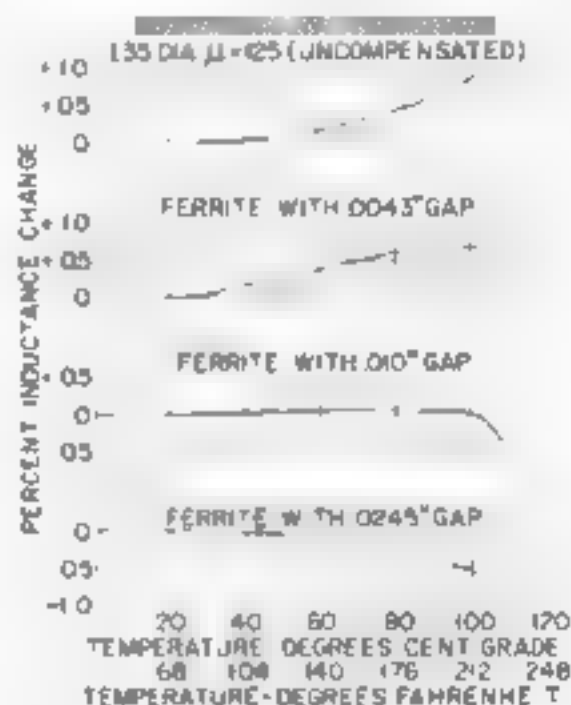 1.35 DIA μ=125 (UNCOMPENSATED)
+1.0
+0.5
0
FERRITE WITH .0043" GAP
+1.0
+0.5
0
FERRITE WITH .010" GAP
+0.5
0
0.5
FERRITE WITH .0245" GAP
0
0.5
-1.0
PERCENT INDUCTANCE CHANGE
20 40 60 80 100 120
TEMPERATURE DEGREES CENTIGRADE
68 104 140 176 212 248
TEMPERATURE-DEGREES FAHRENHEIT